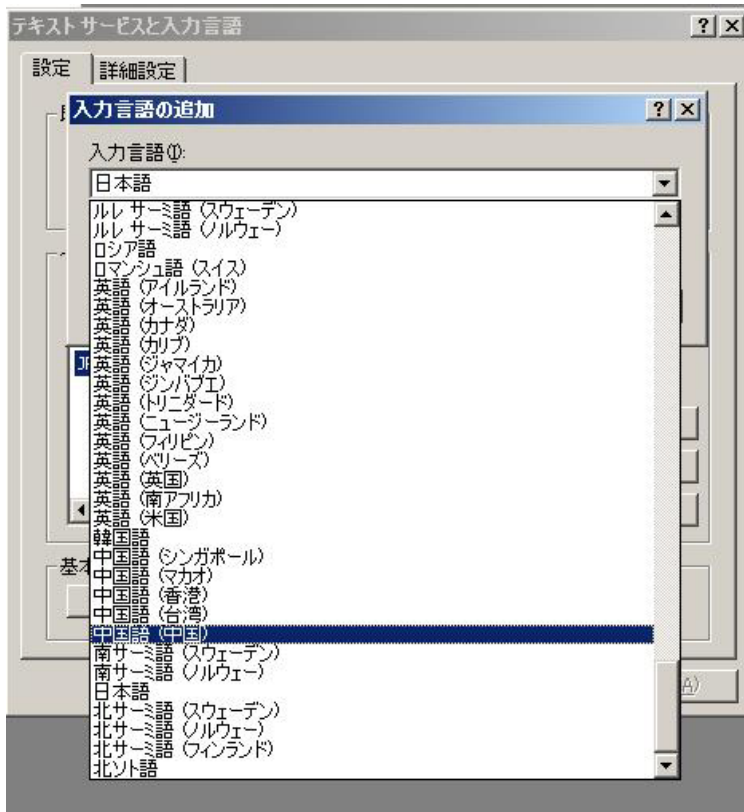 テキスト サービスと入力言語
設定
詳細設定
入力言語の追加
入力言語(I):
日本語
ルレ サーミ語 (スウェーデン)
ルレ サーミ語 (ノルウェー)
ロシア語
ロマンシュ語 (スイス)
英語 (アイルランド)
英語 (オーストラリア)
英語 (カナダ)
英語 (カリブ)
英語 (ジャマイカ)
英語 (ジンバブエ)
英語 (トリニダード)
英語 (ニュージーランド)
英語 (フィリピン)
英語 (ベリーズ)
英語 (英国)
英語 (南アフリカ)
英語 (米国)
韓国語
中国語 (シンガポール)
中国語 (マカオ)
中国語 (香港)
中国語 (台湾)
中国語 (中国)
南サーミ語 (スウェーデン)
南サーミ語 (ノルウェー)
日本語
北サーミ語 (スウェーデン)
北サーミ語 (ノルウェー)
北サーミ語 (フィンランド)
北ソト語
基本
A)